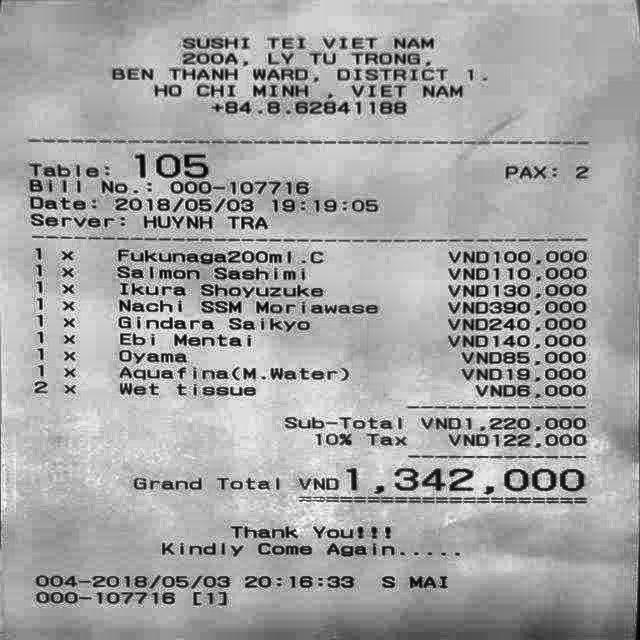 SUSHI TEI VIET NAM
200A, LY TU TRONG,
BEN THANH WARD, DISTRICT 1.
HO CHI MINH , VIET NAM
+84.8.62841188
Table: 105 PAX: 2
Bill No.: 000-107716
Date: 2018/05/03 19:19:05
Server: HUYNH TRA
1 x Fukunaga200ml.C VND100,000
1 x Salmon Sashimi VND110,000
1 x Ikura Shoyuzuke VND130,000
1 x Nachi SSM Moriawase VND390,000
1 x Gindara Saikyo VND240,000
1 x Ebi Mentai VND140,000
1 x Oyama VND85,000
1 x Aquafina(M.Water) VND19,000
2 x Wet tissue VND6,000
Sub-Total VND1,220,000
10% Tax VND122,000
Grand Total VND1,342,000
Thank You!!!
Kindly Come Again.....
004-2018/05/03 20:16:33 S MAI
000-107716 [1]